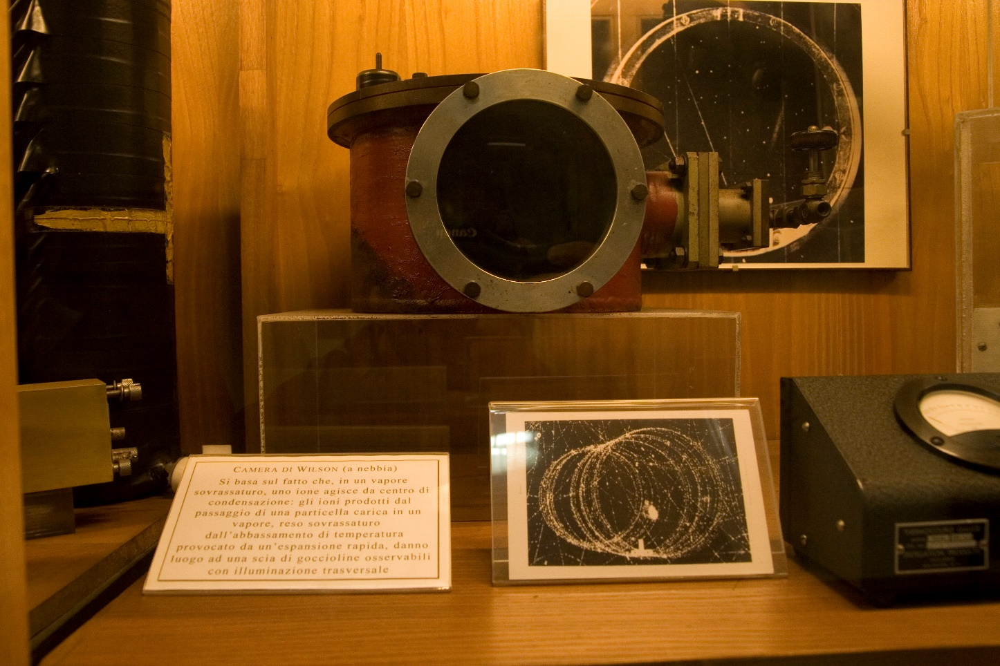 CAMERA DI WILSON (a nebbia)
Si basa sul fatto che, in un vapore
sovrassaturo, uno ione agisce da centro di
condensazione: gli ioni prodotti dal
passaggio di una particella carica in un
vapore, reso sovrassaturo
dall'abbassamento di temperatura
provocato da un'espansione rapida, danno
luogo ad una scia di goccioline osservabili
con illuminazione trasversale